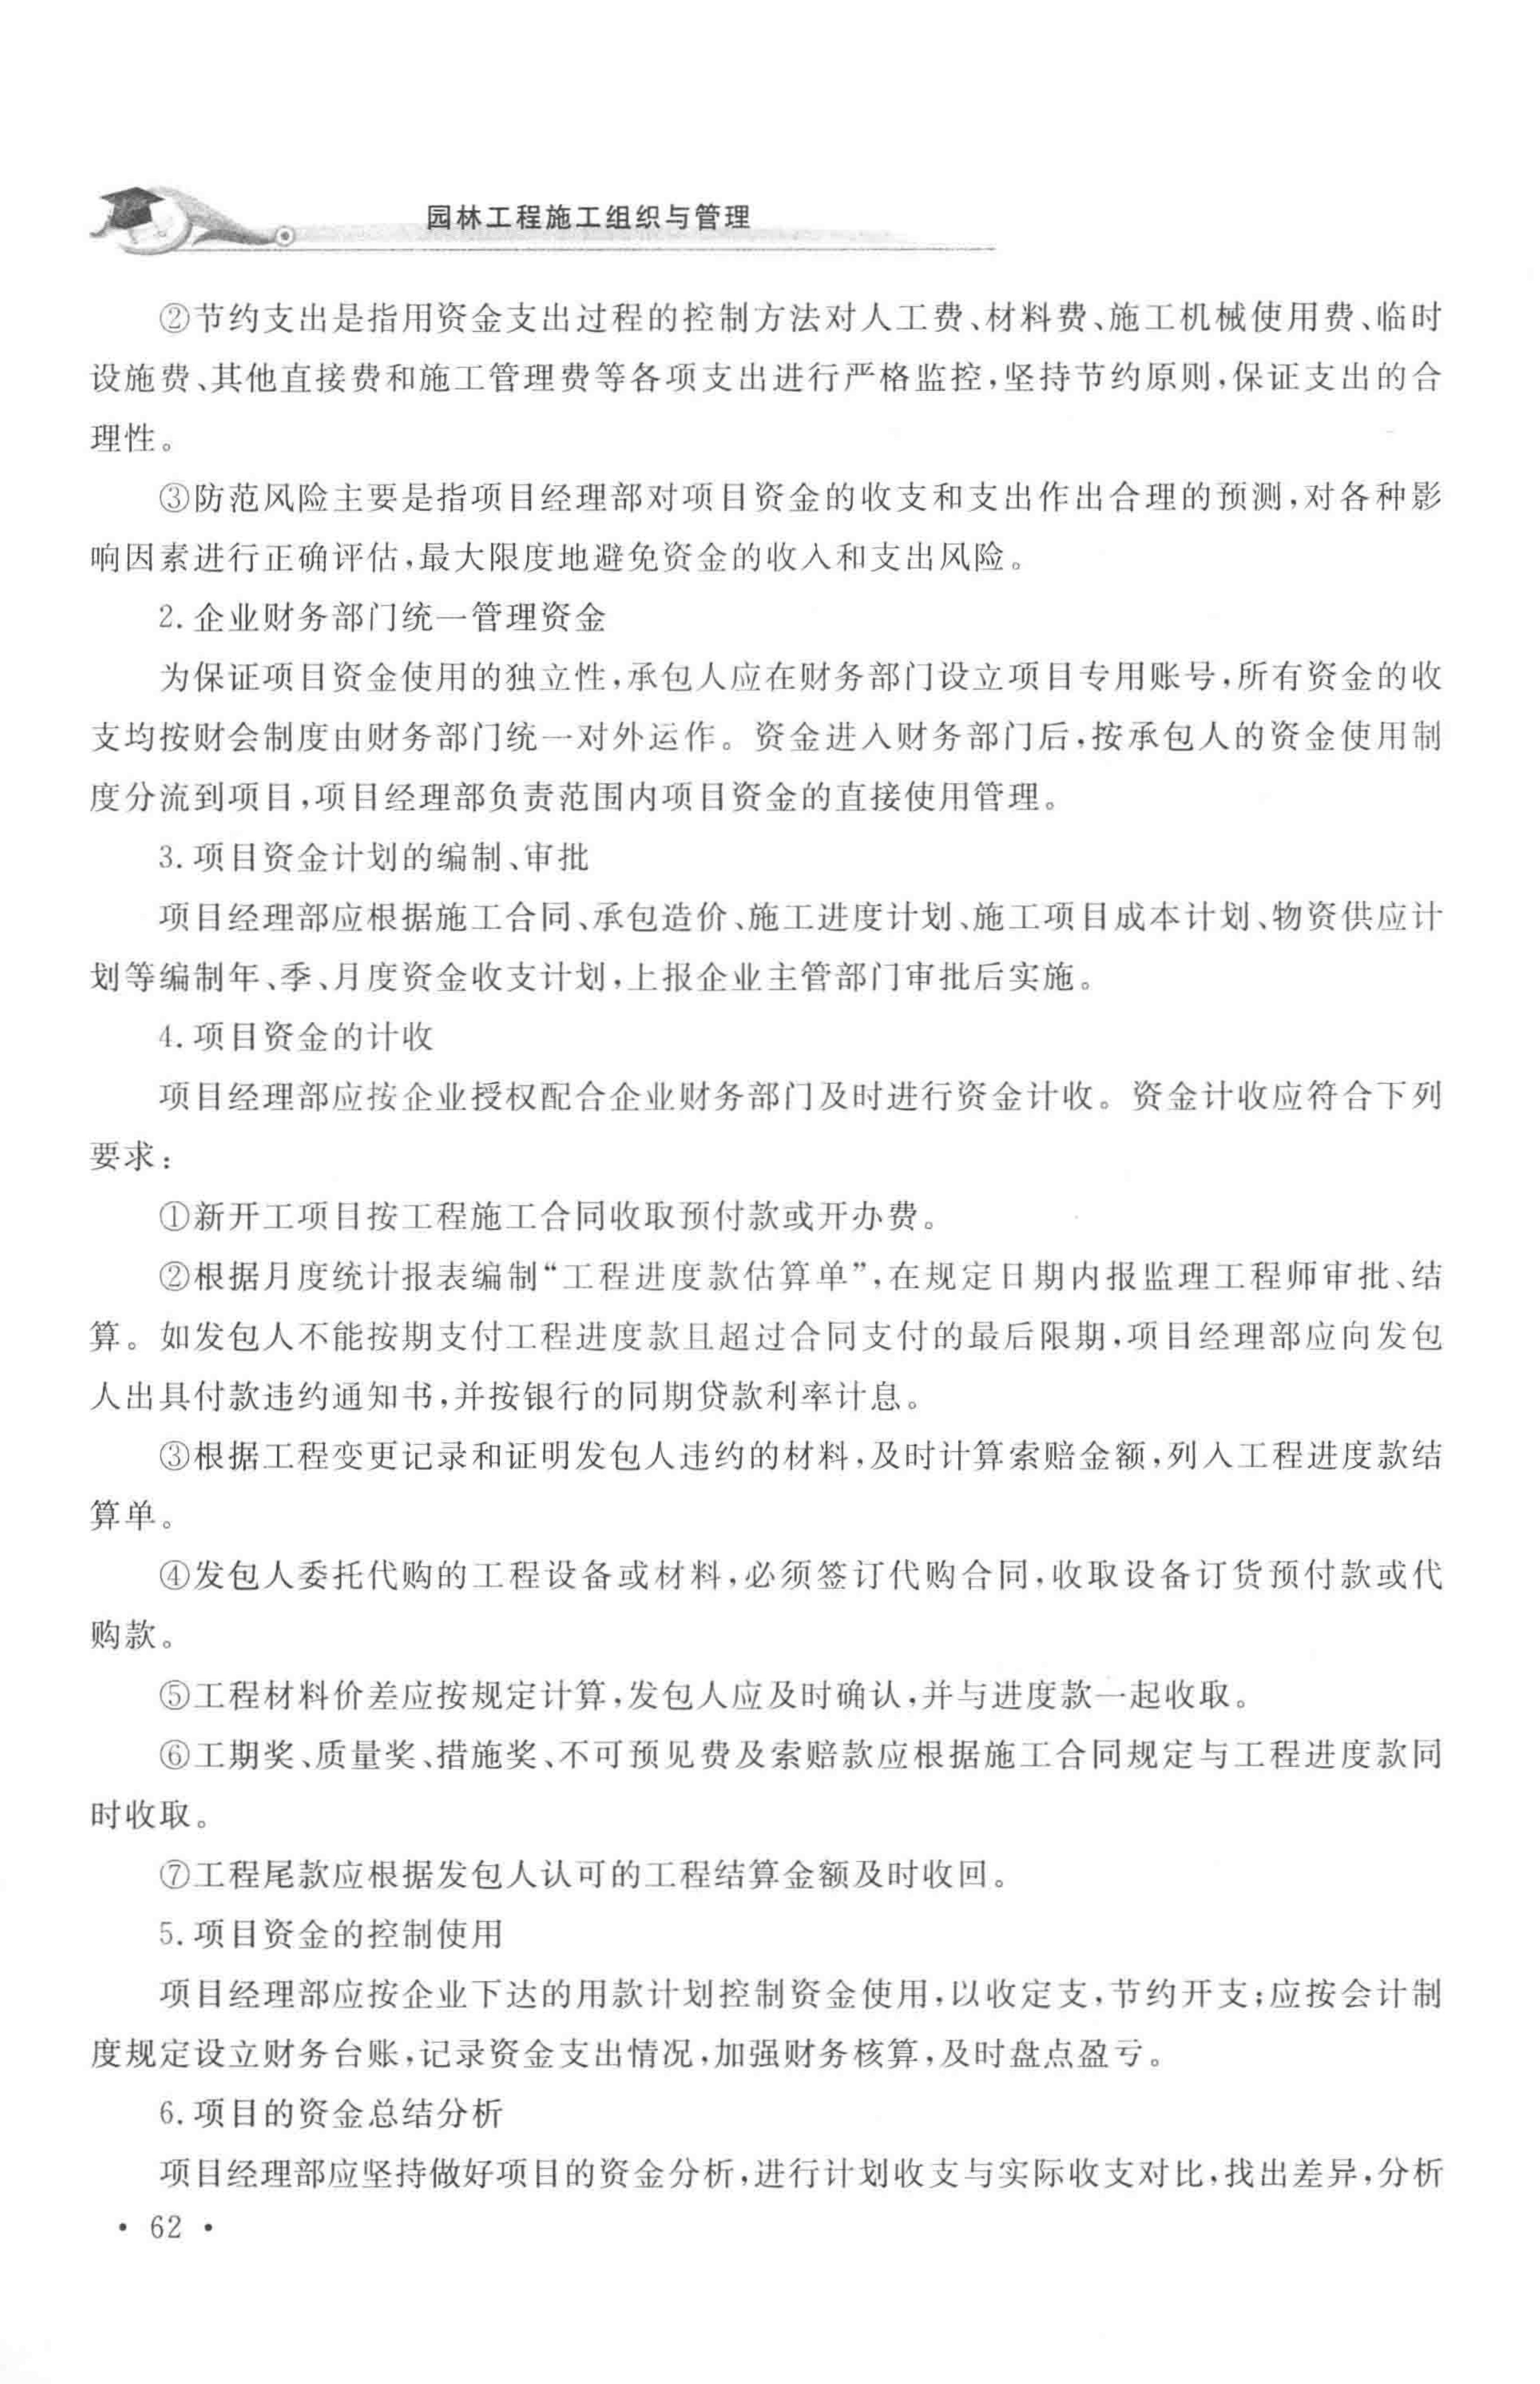 园林工程施工组织与管理
②节约支出是指用资金支出过程的控制方法对人工费、材料费、施工机械使用费、临时
设施费、其他直接费和施工管理费等各项支出进行严格监控,坚持节约原则,保证支出的合
理性。
③防范风险主要是指项目经理部对项目资金的收支和支出作出合理的预测,对各种影
响因素进行正确评估,最大限度地避免资金的收入和支出风险。
2.企业财务部门统一管理资金
为保证项目资金使用的独立性,承包人应在财务部门设立项目专用账号,所有资金的收
支均按财会制度由财务部门统一对外运作。资金进入财务部门后,按承包人的资金使用制
度分流到项目,项目经理部负责范围内项目资金的直接使用管理。
3.项目资金计划的编制、审批
项目经理部应根据施工合同、承包造价、施工进度计划、施工项目成本计划、物资供应计
划等编制年、季、月度资金收支计划,上报企业主管部门审批后实施。
4.项目资金的计收
项目经理部应按企业授权配合企业财务部门及时进行资金计收。资金计收应符合下列
要求:
①新开工项目按工程施工合同收取预付款或开办费。
②根据月度统计报表编制“工程进度款估算单”,在规定日期内报监理工程师审批、结
算。如发包人不能按期支付工程进度款且超过合同支付的最后限期,项目经理部应向发包
人出具付款违约通知书,并按银行的同期贷款利率计息。
③根据工程变更记录和证明发包人违约的材料,及时计算索赔金额,列入工程进度款结
算单。
④发包人委托代购的工程设备或材料,必须签订代购合同,收取设备订货预付款或代
购款。
⑤工程材料价差应按规定计算,发包人应及时确认,并与进度款一起收取。
⑥工期奖、质量奖、措施奖、不可预见费及索赔款应根据施工合同规定与工程进度款同
时收取。
⑦工程尾款应根据发包人认可的工程结算金额及时收回。
5.项目资金的控制使用
项目经理部应按企业下达的用款计划控制资金使用,以收定支,节约开支;应按会计制
度规定设立财务台账,记录资金支出情况,加强财务核算,及时盘点盈亏。
6.项目的资金总结分析
项目经理部应坚持做好项目的资金分析,进行计划收支与实际收支对比,找出差异,分析
• 62 •